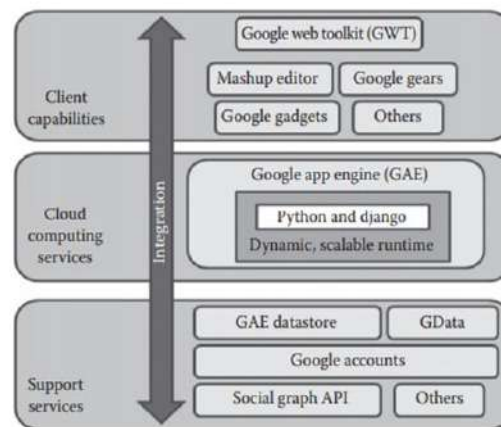 Google web toolkit (GWT)
Mashup editor
Google gears
Client
capabilities
Google gadgets
Others
Google app engine (GAE)
Cloud
computing
services
Python and django
Dynamic, scalable runtime
Integration
GAE datastore
GData
Google accounts
Support
services
Social graph API
Others